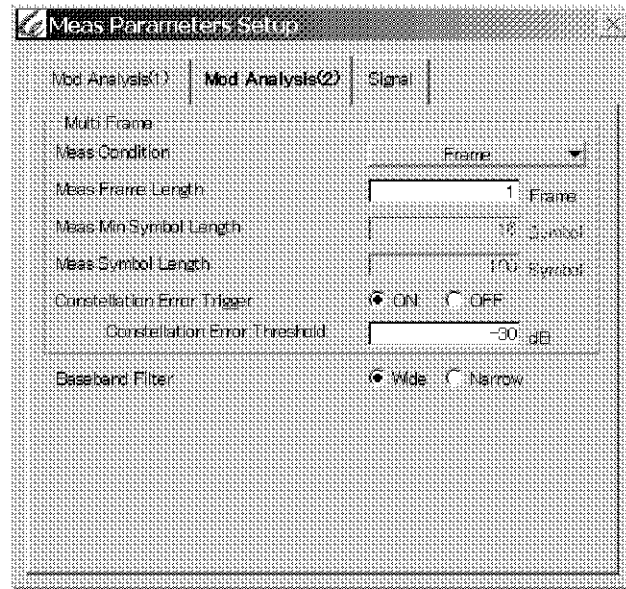 Meas Parameters Setup
Mod Analysis(1) Mod Analysis(2) Signal
Multi Frame
Meas Condition Frame
Meas Frame Length 1 Frame
Meas Min Symbol Length 16 Symbol
Meas Symbol Length 100 Symbol
Constellation Error Trigger ON OFF
Constellation Error Threshold -30 dB
Baseband Filter Wide Narrow